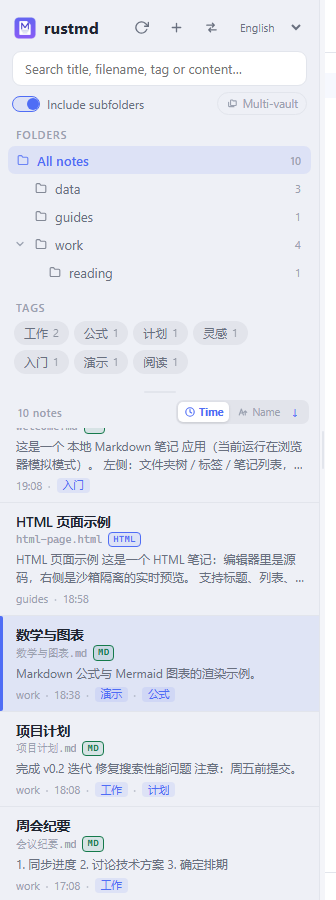 rustmd
English
Search title, filename, tag or content...
Include subfolders
Multi-vault
FOLDERS
All notes 10
data 3
guides 1
work 4
reading 1
TAGS
工作 2 公式 1 计划 1 灵感 1
入门 1 演示 1 阅读 1
10 notes Time Name ↓
welcome.md
这是一个 本地 Markdown 笔记 应用（当前运行在浏览
器模拟模式）。 左侧：文件夹树 / 标签 / 笔记列表，...
19:08 · 入门
HTML 页面示例
html-page.html HTML
HTML 页面示例 这是一个 HTML 笔记：编辑器里是源
码，右侧是沙箱隔离的实时预览。 支持标题、列表、...
guides · 18:58
数学与图表
数学与图表.md MD
Markdown 公式与 Mermaid 图表的渲染示例。
work · 18:38 · 演示 · 公式
项目计划
项目计划.md MD
完成 v0.2 迭代 修复搜索性能问题 注意：周五前提交。
work · 18:08 · 工作 · 计划
周会纪要
会议纪要.md MD
1. 同步进度 2. 讨论技术方案 3. 确定排期
work · 17:08 · 工作